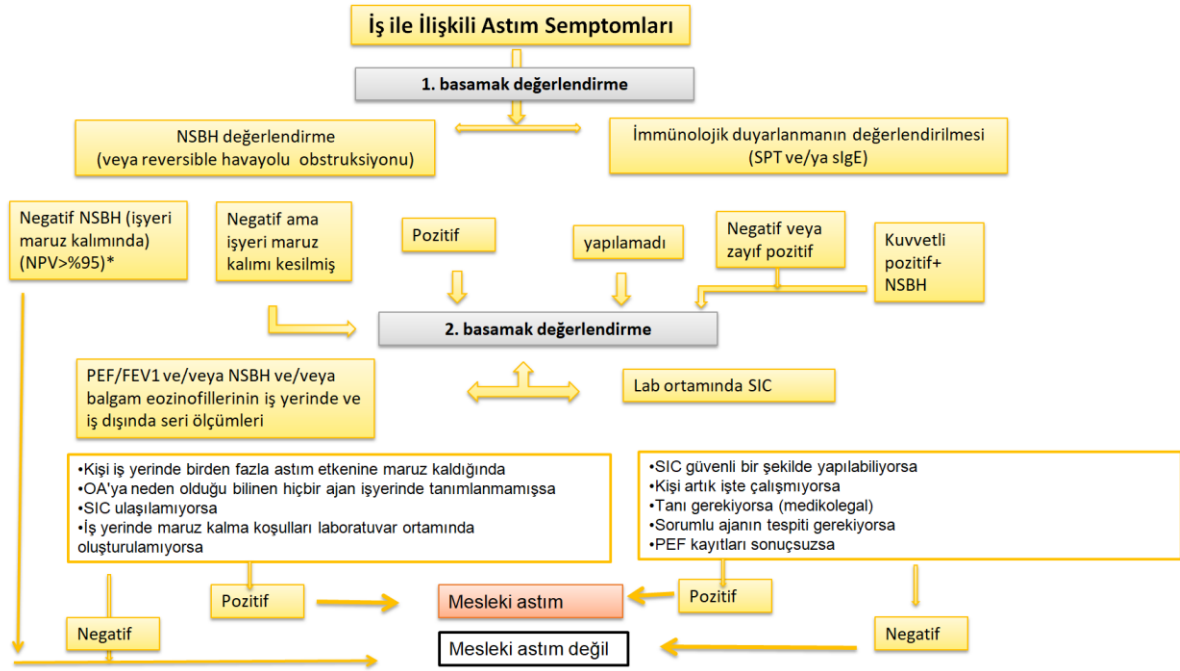 İş ile İlişkili Astım Semptomları
1. basamak değerlendirme
NSBH değerlendirme
(veya reversible havayolu obstruksiyonu)
İmmünolojik duyarlanmanın değerlendirilmesi
(SPT ve/ya sIgE)
Negatif NSBH (işyeri
maruz kalımında)
(NPV>%95)*
Negatif ama
işyeri maruz
kalımı kesilmiş
Pozitif
yapılamadı
Negatif veya
zayıf pozitif
Kuvvetli
pozitif+
NSBH
2. basamak değerlendirme
PEF/FEV1 ve/veya NSBH ve/veya
balgam eozinofillerinin iş yerinde ve
iş dışında seri ölçümleri
Lab ortamında SIC
•Kişi iş yerinde birden fazla astım etkenine maruz kaldığında
•OA'ya neden olduğu bilinen hiçbir ajan işyerinde tanımlanmamışsa
•SIC ulaşılamıyorsa
•İş yerinde maruz kalma koşulları laboratuvar ortamında
oluşturulamıyorsa
•SIC güvenli bir şekilde yapılabiliyorsa
•Kişi artık işte çalışmıyorsa
•Tanı gerekiyorsa (medikolegal)
•Sorumlu ajanın tespiti gerekiyorsa
•PEF kayıtları sonuçsuzsa
Pozitif
Mesleki astım
Pozitif
Negatif
Mesleki astım değil
Negatif